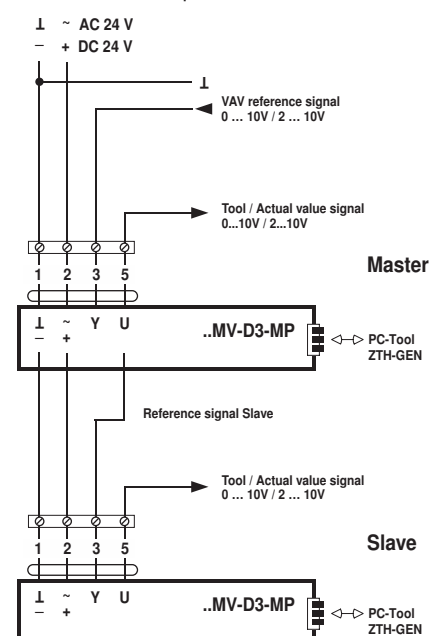 ⊥ ~ AC 24 V
– + DC 24 V
⊥
VAV reference signal
0 ... 10V / 2 ... 10V
Tool / Actual value signal
0...10V / 2...10V
1 2 3 5
Master
⊥ ~ Y U
– +
..MV-D3-MP
PC-Tool
ZTH-GEN
Reference signal Slave
Tool / Actual value signal
0 ... 10V / 2 ... 10V
1 2 3 5
Slave
⊥ ~ Y U
– +
..MV-D3-MP
PC-Tool
ZTH-GEN